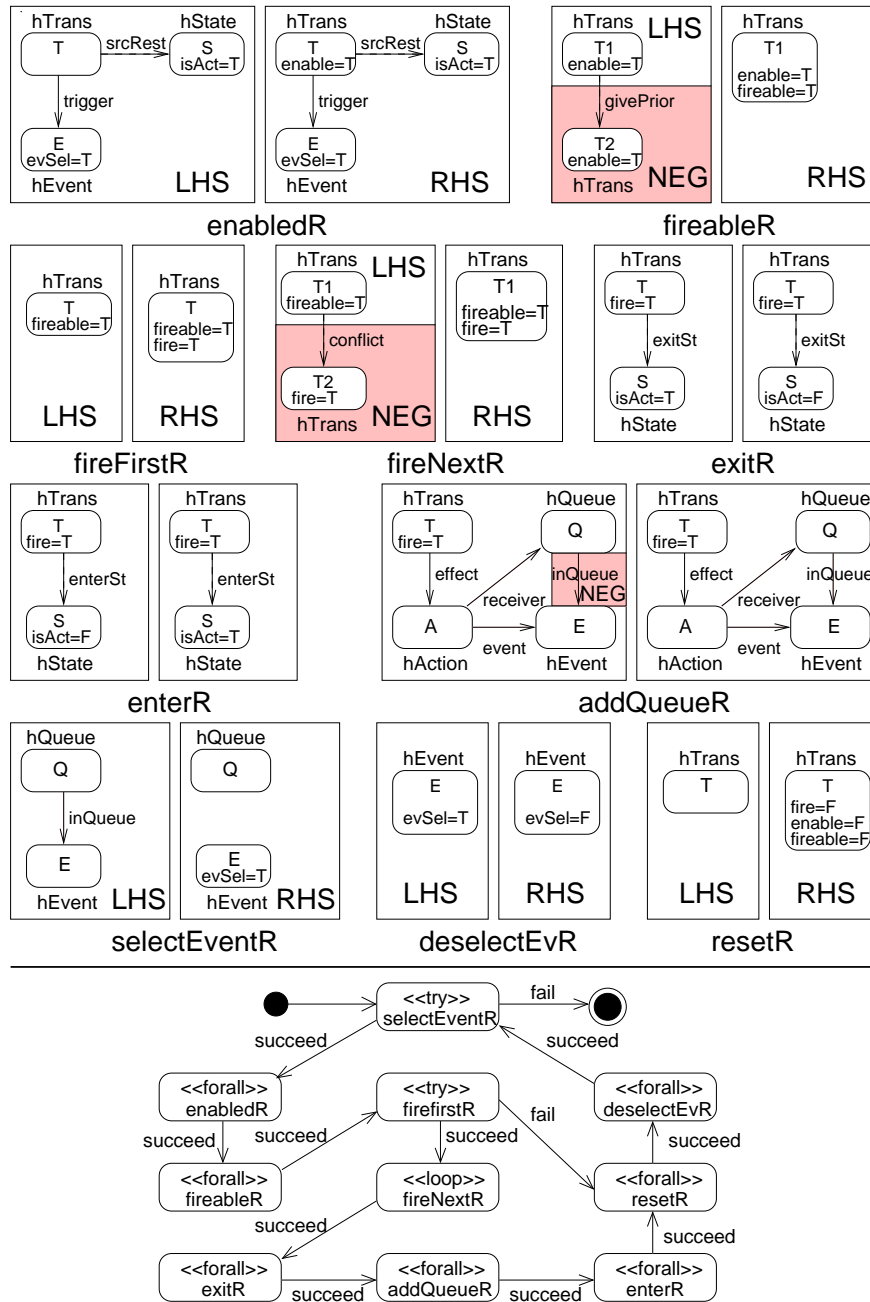 hTrans
hState
T
srcRest
S
isAct=T
trigger
E
evSel=T
hEvent
LHS
hTrans
hState
T
enable=T
srcRest
S
isAct=T
trigger
E
evSel=T
hEvent
RHS
enabledR
hTrans
LHS
T1
enable=T
givePrior
T2
enable=T
hTrans
NEG
hTrans
T1
enable=T
fireable=T
RHS
fireableR
hTrans
T
fireable=T
LHS
hTrans
T
fireable=T
fire=T
RHS
fireFirstR
hTrans
LHS
T1
fireable=T
conflict
T2
fire=T
hTrans
NEG
hTrans
T1
fireable=T
fire=T
RHS
fireNextR
hTrans
T
fire=T
exitSt
S
isAct=T
hState
hTrans
T
fire=T
exitSt
S
isAct=F
hState
exitR
hTrans
T
fire=T
enterSt
S
isAct=F
hState
hTrans
T
fire=T
enterSt
S
isAct=T
hState
enterR
hTrans
hQueue
T
fire=T
Q
effect
inQueue
NEG
receiver
A
E
event
hAction
hEvent
hTrans
hQueue
T
fire=T
Q
effect
inQueue
receiver
A
E
event
hAction
hEvent
addQueueR
hQueue
Q
inQueue
E
hEvent
LHS
hQueue
Q
E
evSel=T
hEvent
RHS
selectEventR
hEvent
E
evSel=T
LHS
hEvent
E
evSel=F
RHS
deselectEvR
hTrans
T
LHS
hTrans
T
fire=F
enable=F
fireable=F
RHS
resetR
<<try>>
selectEventR
fail
succeed
succeed
<<forall>>
enabledR
<<try>>
firefirstR
<<forall>>
deselectEvR
fail
succeed
succeed
succeed
succeed
<<forall>>
fireableR
<<loop>>
fireNextR
<<forall>>
resetR
succeed
succeed
<<forall>>
exitR
succeed
<<forall>>
addQueueR
succeed
<<forall>>
enterR